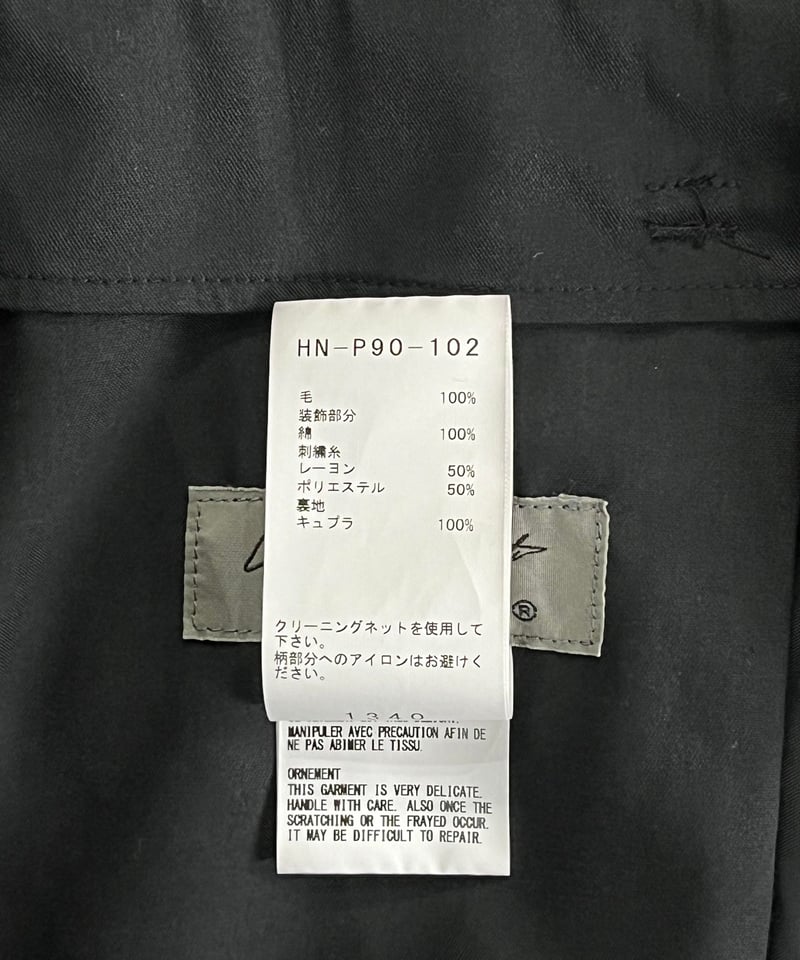 HN-P90-102
毛 100%
装飾部分
綿 100%
刺繍糸
レーヨン 50%
ポリエステル 50%
裏地
キュプラ 100%
クリーニングネットを使用して
下さい。
柄部分へのアイロンはお避けく
ださい。
1340
MANIPULER AVEC PRECAUTION AFIN DE
NE PAS ABIMER LE TISSU.
ORNEMENT
THIS GARMENT IS VERY DELICATE.
HANDLE WITH CARE. ALSO ONCE THE
SCRATCHING OR THE FRAYED OCCUR.
IT MAY BE DIFFICULT TO REPAIR.
®